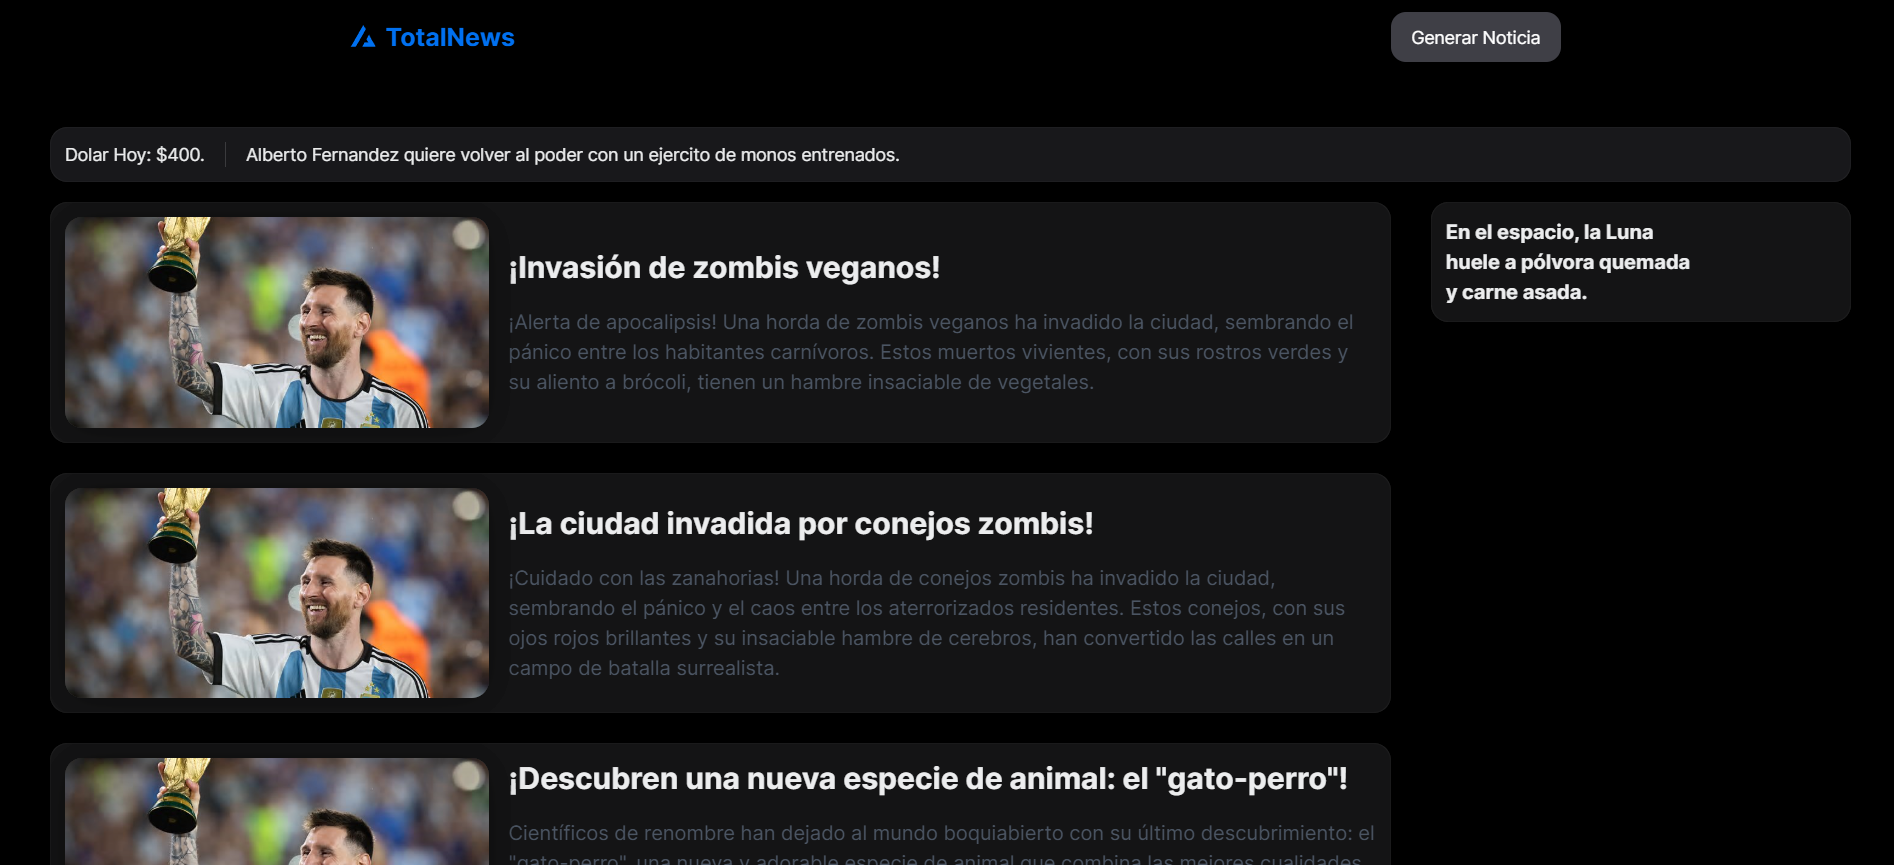 TotalNews
Generar Noticia
Dolar Hoy: $400.
Alberto Fernandez quiere volver al poder con un ejercito de monos entrenados.
¡Invasión de zombis veganos!
¡Alerta de apocalipsis! Una horda de zombis veganos ha invadido la ciudad, sembrando el
pánico entre los habitantes carnívoros. Estos muertos vivientes, con sus rostros verdes y
su aliento a brócoli, tienen un hambre insaciable de vegetales.
En el espacio, la Luna
huele a pólvora quemada
y carne asada.
¡La ciudad invadida por conejos zombis!
¡Cuidado con las zanahorias! Una horda de conejos zombis ha invadido la ciudad,
sembrando el pánico y el caos entre los aterrorizados residentes. Estos conejos, con sus
ojos rojos brillantes y su insaciable hambre de cerebros, han convertido las calles en un
campo de batalla surrealista.
¡Descubren una nueva especie de animal: el "gato-perro"!
Científicos de renombre han dejado al mundo boquiabierto con su último descubrimiento: el
"gato-perro", una nueva y adorable especie de animal que combina las mejores cualidades